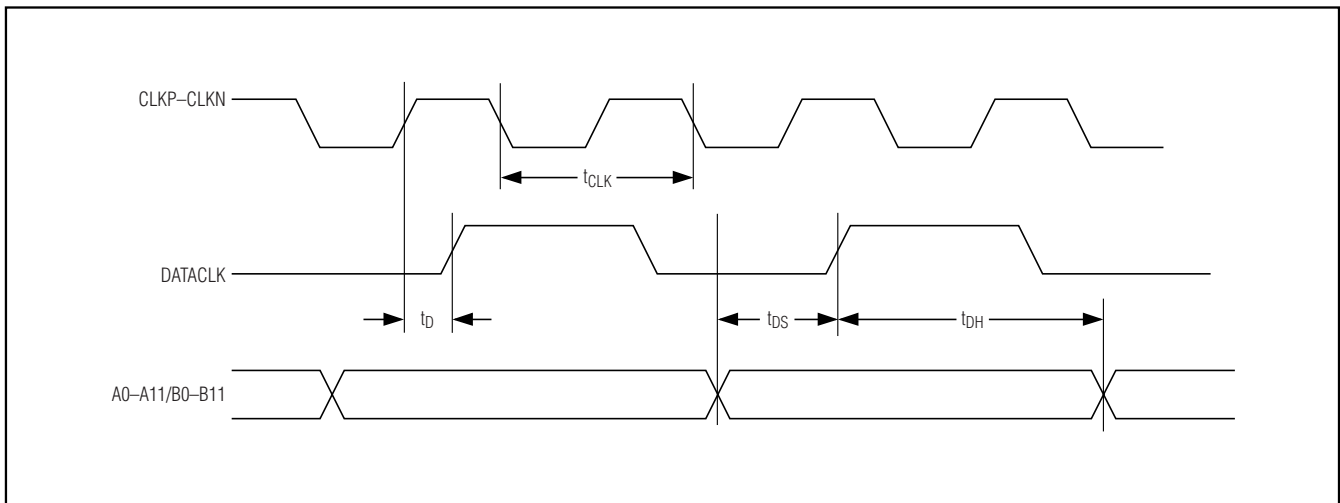 CLKP–CLKN
tCLK
DATACLK
tD
tDS
tDH
A0–A11/B0–B11